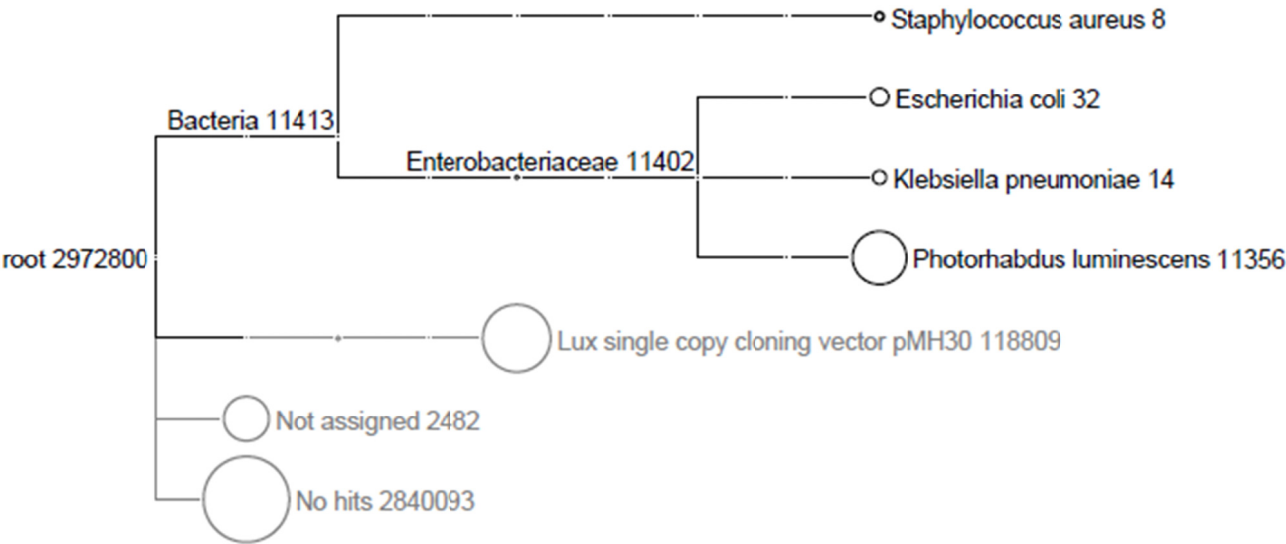 Staphylococcus aureus 8
Escherichia coli 32
Bacteria 11413
Enterobacteriaceae 11402
Klebsiella pneumoniae 14
root 2972800
Photorhabdus luminescens 11356
Lux single copy cloning vector pMH30 118809
Not assigned 2482
No hits 2840093